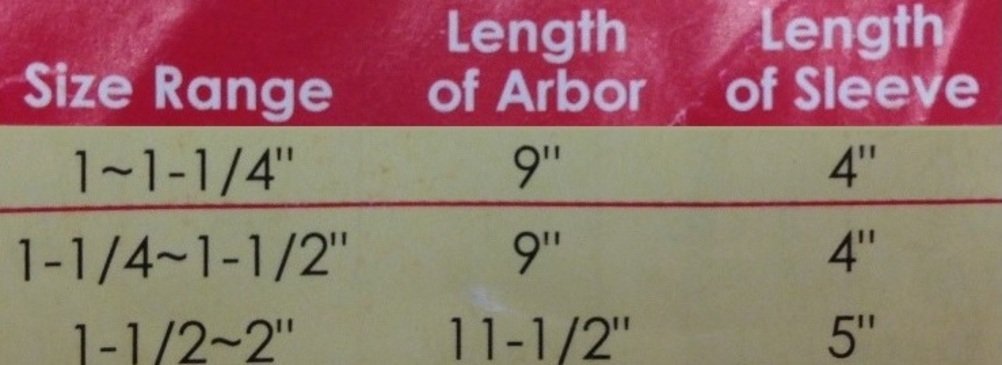 Size Range Length of Arbor Length of Sleeve
1~1-1/4" 9" 4"
1-1/4~1-1/2" 9" 4"
1-1/2~2" 11-1/2" 5"